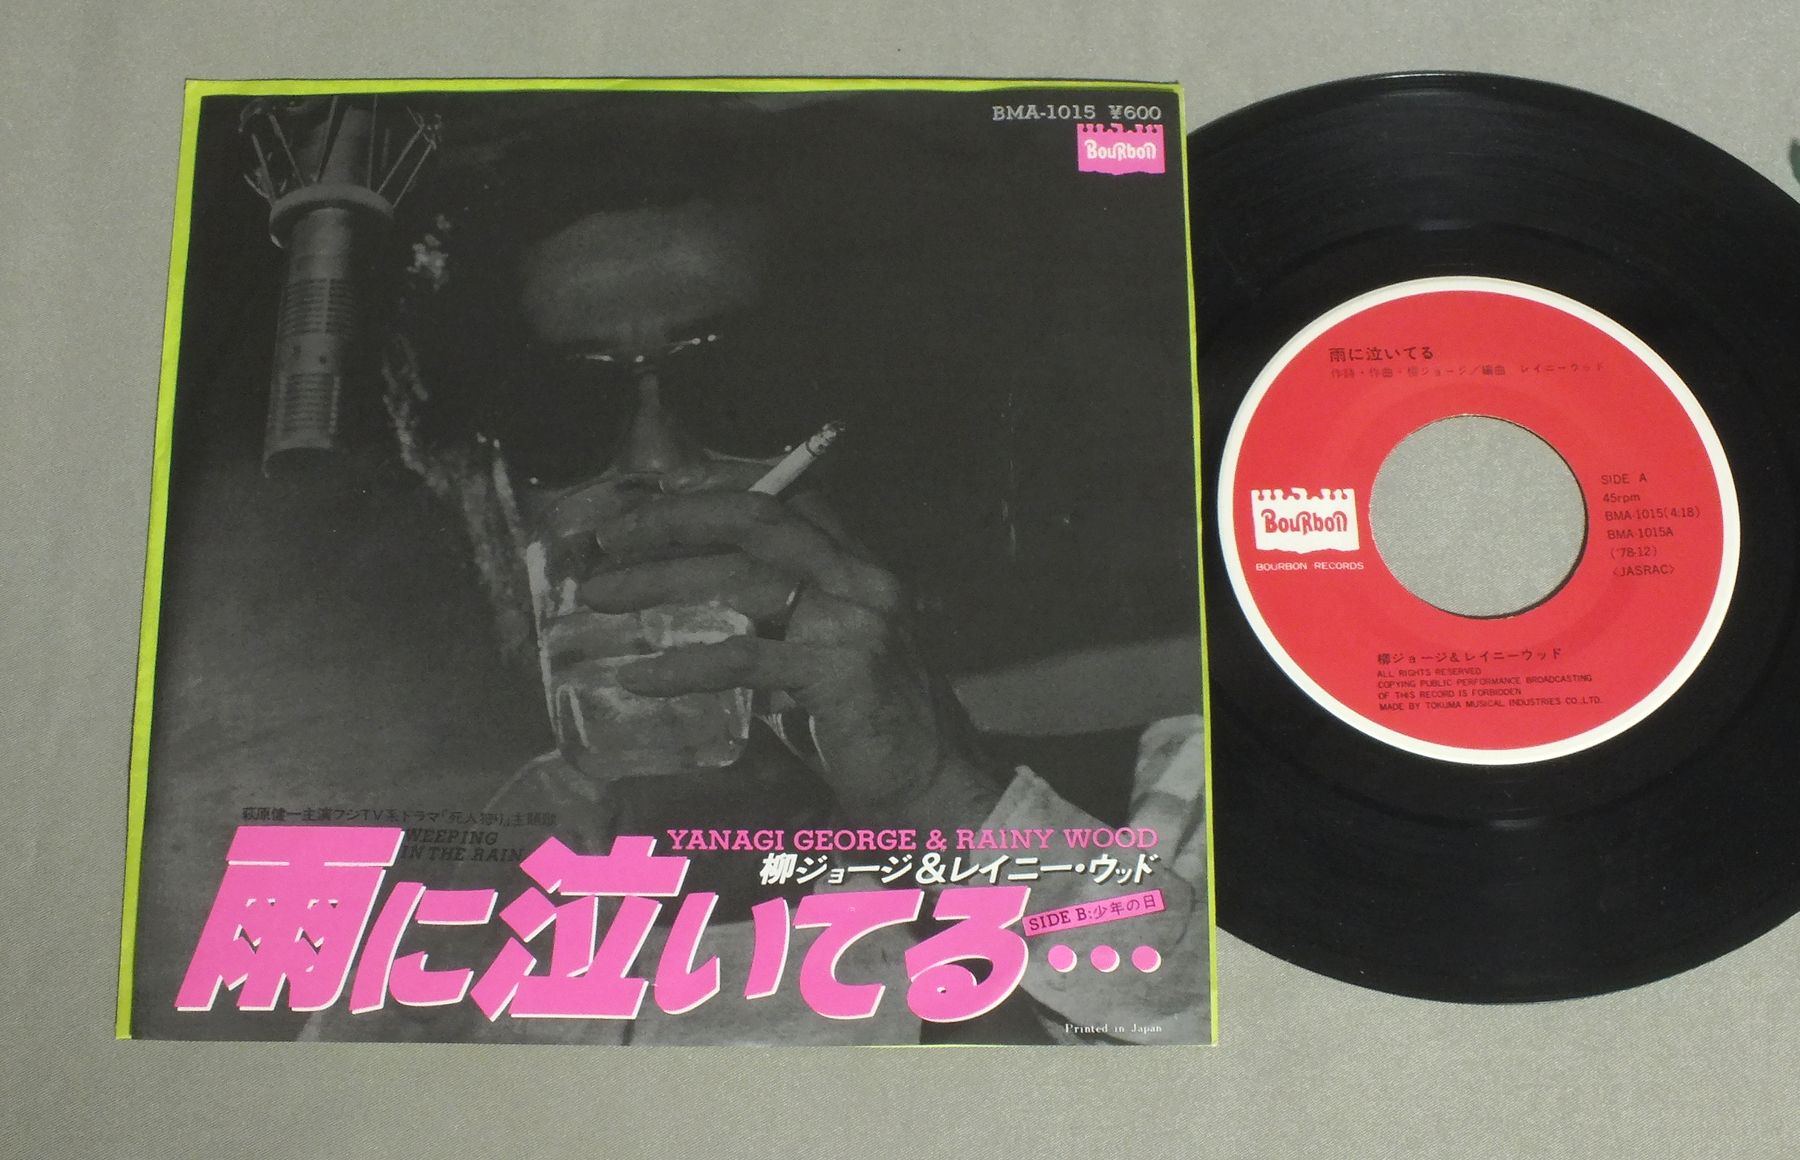 BMA-1015 ¥600
BouRbon
萩原健一主演フジTV系ドラマ「死人狩り」主題歌
WEEPING
IN THE RAIN
YANAGI GEORGE & RAINY WOOD
柳ジョージ&レイニー・ウッド
雨に泣いてる…
SIDE B:少年の日
Printed in Japan
雨に泣いてる
作詩・作曲・柳ジョージ/編曲 レイニーウッド
BouRbon
BOURBON RECORDS
SIDE A
45rpm
BMA-1015(4:18)
BMA-1015A
('78-12)
<JASRAC>
柳ジョージ&レイニーウッド
ALL RIGHTS RESERVED
COPYING PUBLIC PERFORMANCE BROADCASTING
OF THIS RECORD IS FORBIDDEN
MADE BY TOKUMA MUSICAL INDUSTRIES CO.,LTD.